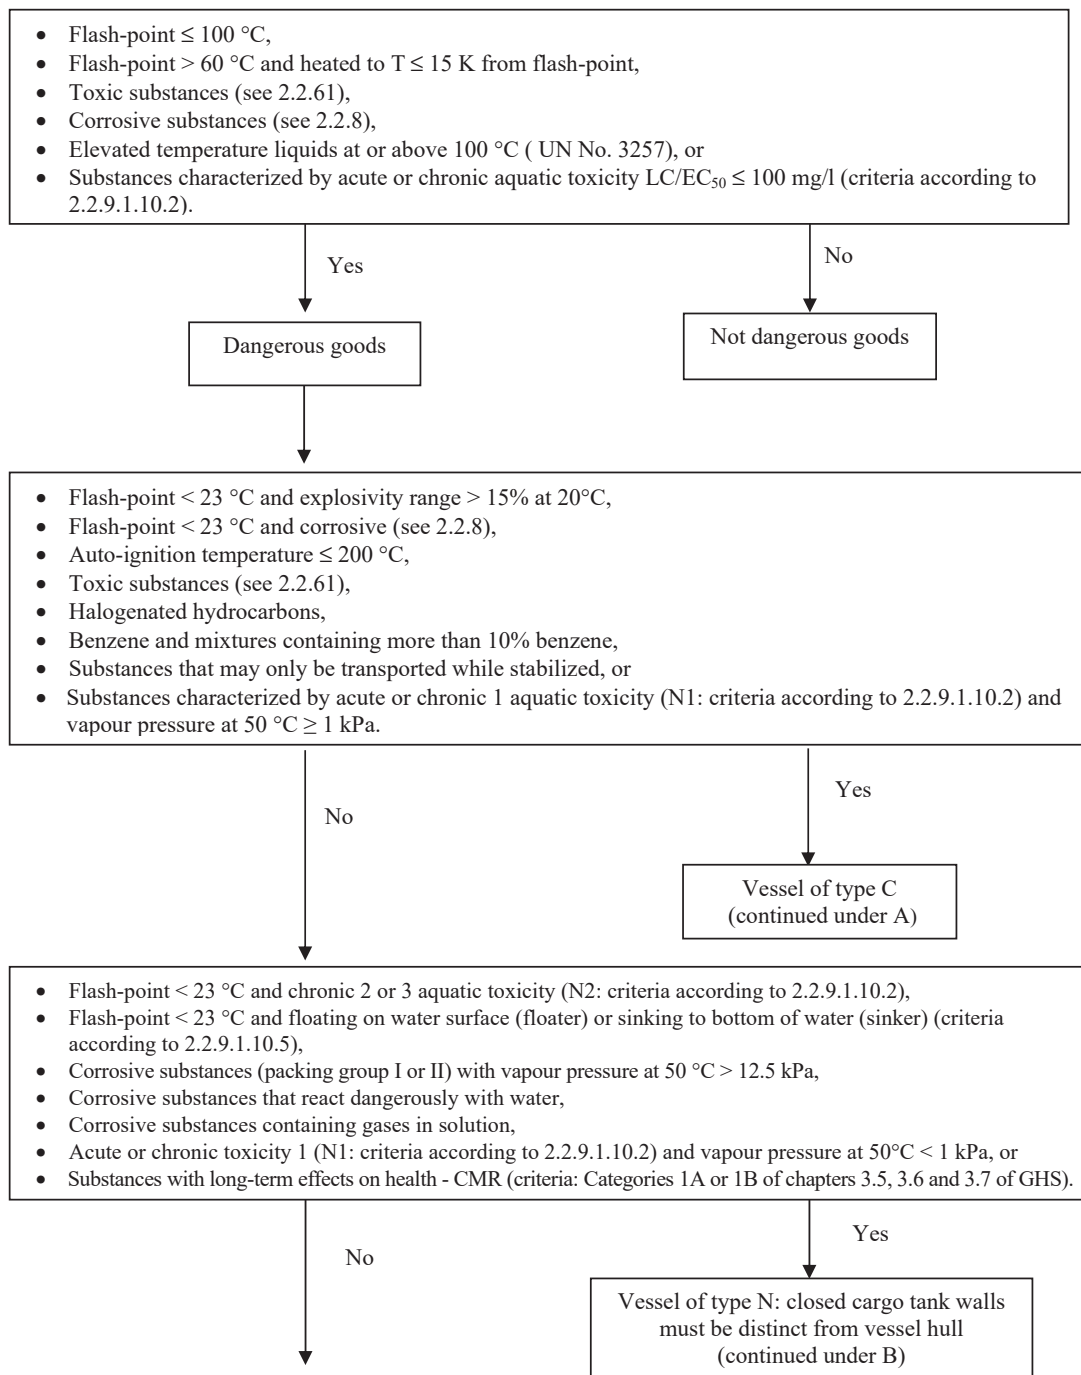 • Flash-point ≤ 100 °C,
• Flash-point > 60 °C and heated to T ≤ 15 K from flash-point,
• Toxic substances (see 2.2.61),
• Corrosive substances (see 2.2.8),
• Elevated temperature liquids at or above 100 °C ( UN No. 3257), or
• Substances characterized by acute or chronic aquatic toxicity LC/EC₅₀ ≤ 100 mg/l (criteria according to
2.2.9.1.10.2).
Yes
No
Dangerous goods
Not dangerous goods
• Flash-point < 23 °C and explosivity range > 15% at 20°C,
• Flash-point < 23 °C and corrosive (see 2.2.8),
• Auto-ignition temperature ≤ 200 °C,
• Toxic substances (see 2.2.61),
• Halogenated hydrocarbons,
• Benzene and mixtures containing more than 10% benzene,
• Substances that may only be transported while stabilized, or
• Substances characterized by acute or chronic 1 aquatic toxicity (N1: criteria according to 2.2.9.1.10.2) and
vapour pressure at 50 °C ≥ 1 kPa.
No
Yes
Vessel of type C
(continued under A)
• Flash-point < 23 °C and chronic 2 or 3 aquatic toxicity (N2: criteria according to 2.2.9.1.10.2),
• Flash-point < 23 °C and floating on water surface (floater) or sinking to bottom of water (sinker) (criteria
according to 2.2.9.1.10.5),
• Corrosive substances (packing group I or II) with vapour pressure at 50 °C > 12.5 kPa,
• Corrosive substances that react dangerously with water,
• Corrosive substances containing gases in solution,
• Acute or chronic toxicity 1 (N1: criteria according to 2.2.9.1.10.2) and vapour pressure at 50°C < 1 kPa, or
• Substances with long-term effects on health - CMR (criteria: Categories 1A or 1B of chapters 3.5, 3.6 and 3.7 of GHS).
No
Yes
Vessel of type N: closed cargo tank walls
must be distinct from vessel hull
(continued under B)